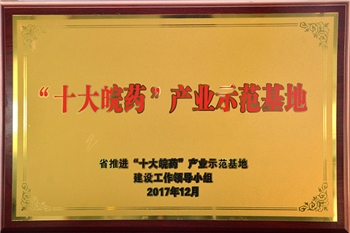 “十大皖药”产业示范基地
省推进“十大皖药”产业示范基地
建设工作领导小组
2017年12月